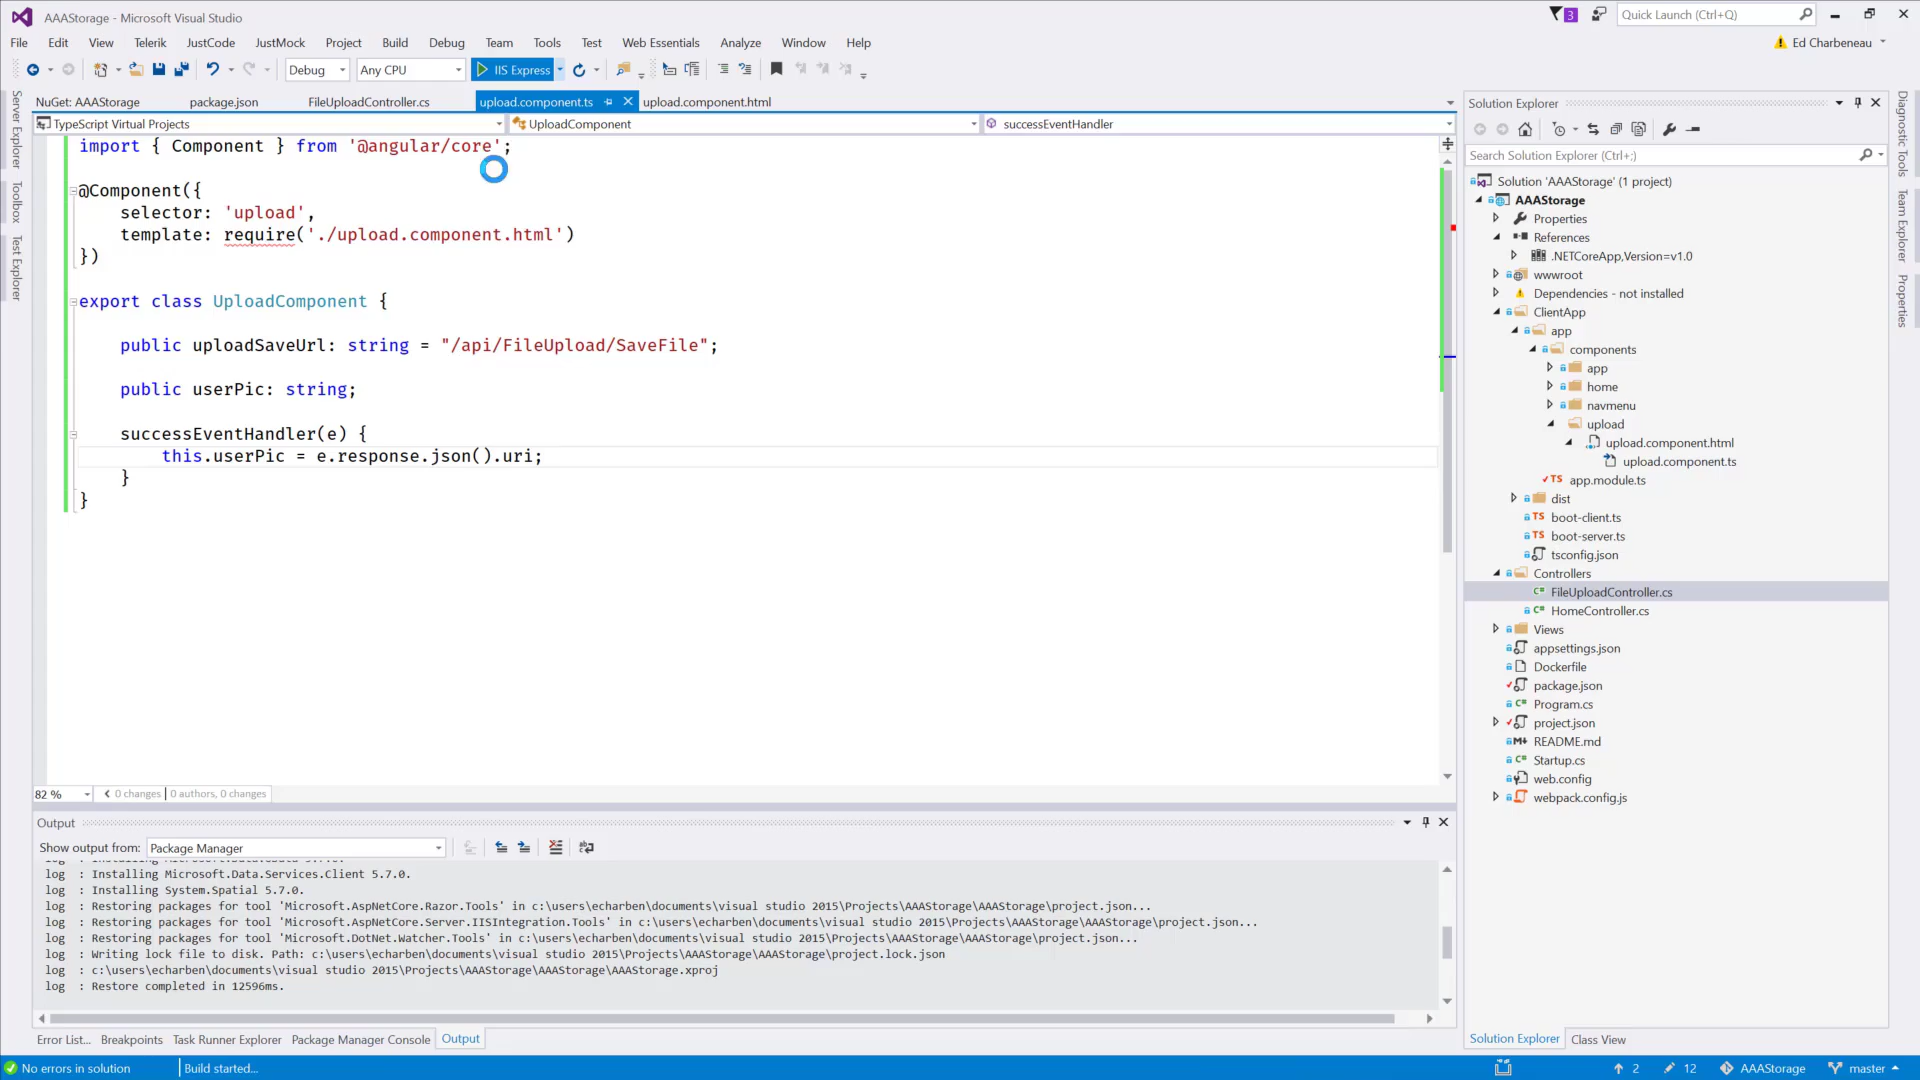 AAAStorage - Microsoft Visual Studio
3
Quick Launch (Ctrl+Q)
File Edit View Telerik JustCode JustMock Project Build Debug Team Tools Test Web Essentials Analyze Window Help
Ed Charbeneau
Debug
Any CPU
IIS Express
Server Explorer
Toolbox
Test Explorer
NuGet: AAAStorage
package.json
FileUploadController.cs
upload.component.ts
upload.component.html
TypeScript Virtual Projects
UploadComponent
successEventHandler
import { Component } from '@angular/core';
@Component({
selector: 'upload',
template: require('./upload.component.html')
})
export class UploadComponent {
public uploadSaveUrl: string = "/api/FileUpload/SaveFile";
public userPic: string;
successEventHandler(e) {
this.userPic = e.response.json().uri;
}
}
82 %
0 changes | 0 authors, 0 changes
Output
Show output from: Package Manager
log : Installing Microsoft.Data.Services.Client 5.7.0.
log : Installing System.Spatial 5.7.0.
log : Restoring packages for tool 'Microsoft.AspNetCore.Razor.Tools' in c:\users\echarben\documents\visual studio 2015\Projects\AAAStorage\AAAStorage\project.json...
log : Restoring packages for tool 'Microsoft.AspNetCore.Server.IISIntegration.Tools' in c:\users\echarben\documents\visual studio 2015\Projects\AAAStorage\AAAStorage\project.json...
log : Restoring packages for tool 'Microsoft.DotNet.Watcher.Tools' in c:\users\echarben\documents\visual studio 2015\Projects\AAAStorage\AAAStorage\project.json...
log : Writing lock file to disk. Path: c:\users\echarben\documents\visual studio 2015\Projects\AAAStorage\AAAStorage\project.lock.json
log : c:\users\echarben\documents\visual studio 2015\Projects\AAAStorage\AAAStorage\AAAStorage.xproj
log : Restore completed in 12596ms.
Error List...
Breakpoints
Task Runner Explorer
Package Manager Console
Output
Solution Explorer
Search Solution Explorer (Ctrl+;)
Solution 'AAAStorage' (1 project)
AAAStorage
Properties
References
.NETCoreApp,Version=v1.0
wwwroot
Dependencies - not installed
ClientApp
app
components
app
home
navmenu
upload
upload.component.html
upload.component.ts
TS app.module.ts
dist
TS boot-client.ts
TS boot-server.ts
tsconfig.json
Controllers
C# FileUploadController.cs
C# HomeController.cs
Views
appsettings.json
Dockerfile
package.json
C# Program.cs
project.json
README.md
C# Startup.cs
web.config
webpack.config.js
Solution Explorer
Class View
Diagnostic Tools
Team Explorer
Properties
No errors in solution
Build started...
2
12
AAAStorage
master